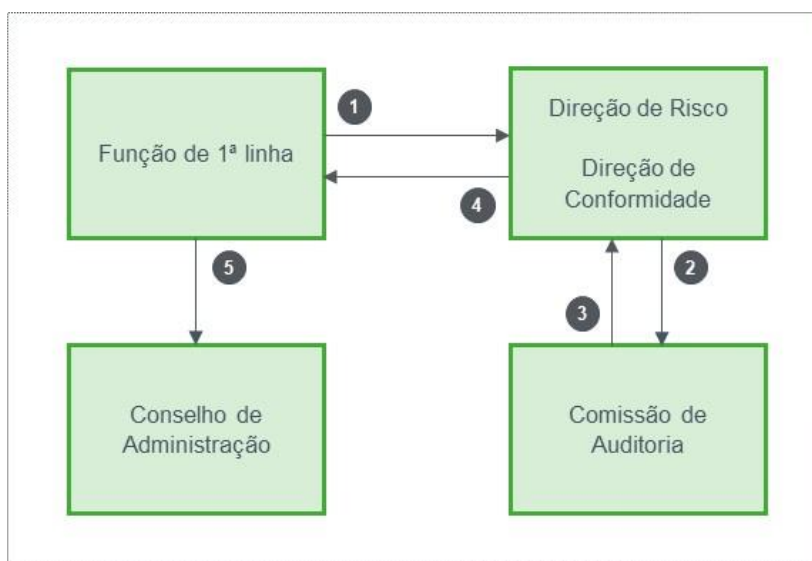 Função de 1ª linha
1
Direção de Risco
Direção de
Conformidade
4
5
3
2
Conselho de
Administração
Comissão de
Auditoria